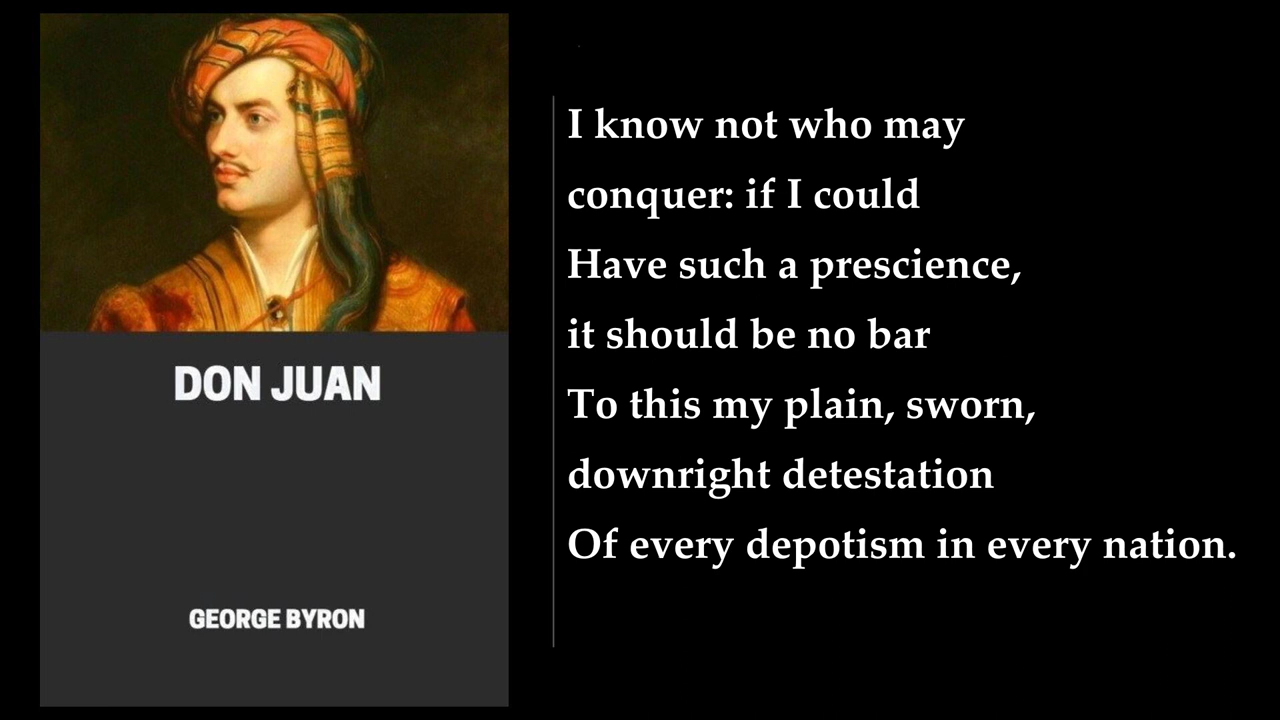 DON JUAN
GEORGE BYRON
I know not who may
conquer: if I could
Have such a prescience,
it should be no bar
To this my plain, sworn,
downright detestation
Of every depotism in every nation.